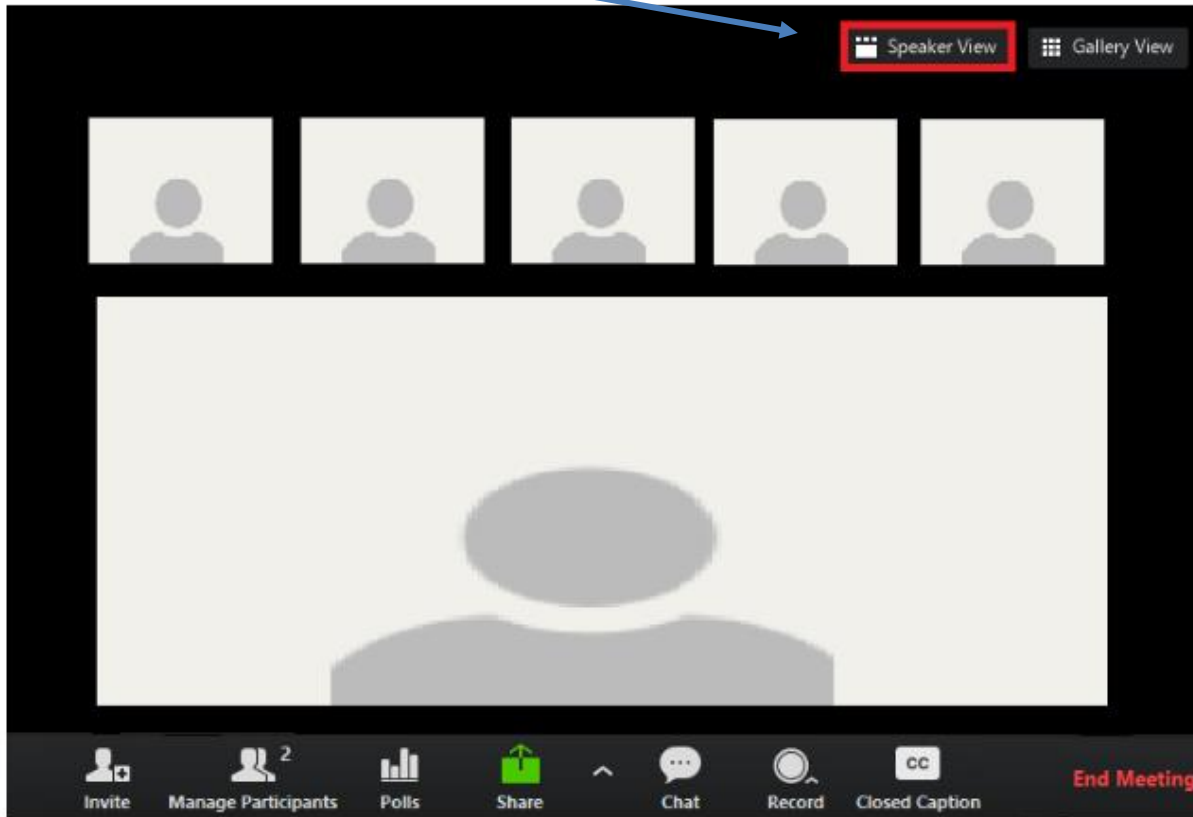 Speaker View Gallery View
2
CC
Invite Manage Participants Polls Share Chat Record Closed Caption End Meeting